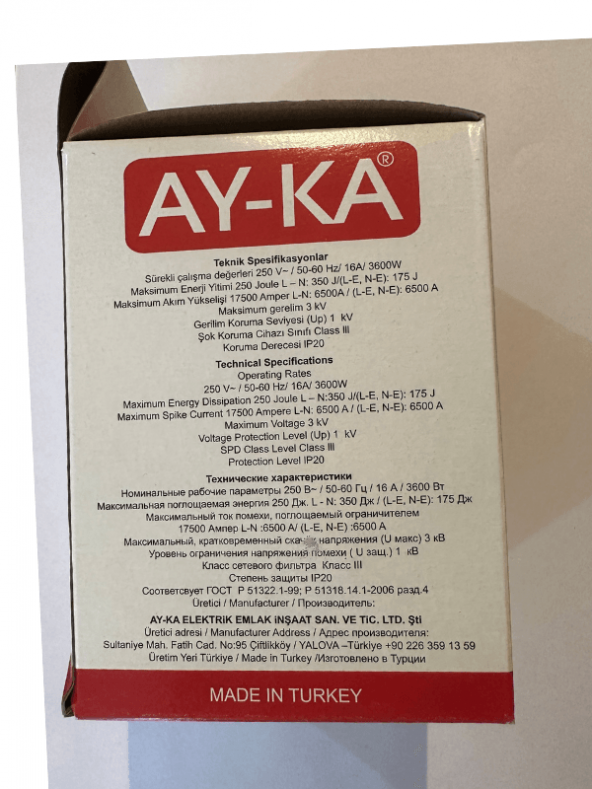 AY-KA®
Teknik Spesifikasyonlar
Sürekli çalışma değerleri 250 V~ / 50-60 Hz/ 16A/ 3600W
Maksimum Enerji Yitimi 250 Joule L – N: 350 J/(L-E, N-E): 175 J
Maksimum Akım Yükselişi 17500 Amper L-N: 6500A / (L-E, N-E): 6500 A
Maksimum gerelim 3 kV
Gerilim Koruma Seviyesi (Up) 1 kV
Şok Koruma Cihazı Sınıfı Class III
Koruma Derecesi IP20
Technical Specifications
Operating Rates
250 V~ / 50-60 Hz/ 16A/ 3600W
Maximum Energy Dissipation 250 Joule L – N:350 J/(L-E, N-E): 175 J
Maximum Spike Current 17500 Ampere L-N: 6500 A / (L-E, N-E): 6500 A
Maximum Voltage 3 kV
Voltage Protection Level (Up) 1 kV
SPD Class Level Class III
Protection Level IP20
Технические характеристики
Номинальные рабочие параметры 250 В~ / 50-60 Гц / 16 А / 3600 Вт
Максимальная поглощаемая энергия 250 Дж. L - N: 350 Дж / (L-E, N-E): 175 Дж
Максимальный ток помехи, поглощаемый ограничителем
17500 Ампер L-N :6500 А/ (L-E, N-E) :6500 А
Максимальный, кратковременный скачок напряжения (U макс) 3 кВ
Уровень ограничения напряжения помехи ( U защ.) 1 кВ
Класс сетевого фильтра Класс III
Степень защиты IP20
Соответсвует ГОСТ Р 51322.1-99; Р 51318.14.1-2006 разд.4
Üretici / Manufacturer / Производитель:
AY-KA ELEKTRiK EMLAK iNŞAAT SAN. VE TiC. LTD. Şti
Üretici adresi / Manufacturer Address / Адрес производителя:
Sultaniye Mah. Fatih Cad. No:95 Çiftlikköy / YALOVA –Türkiye +90 226 359 13 59
Üretim Yeri Türkiye / Made in Turkey /Изготовлено в Турции
MADE IN TURKEY